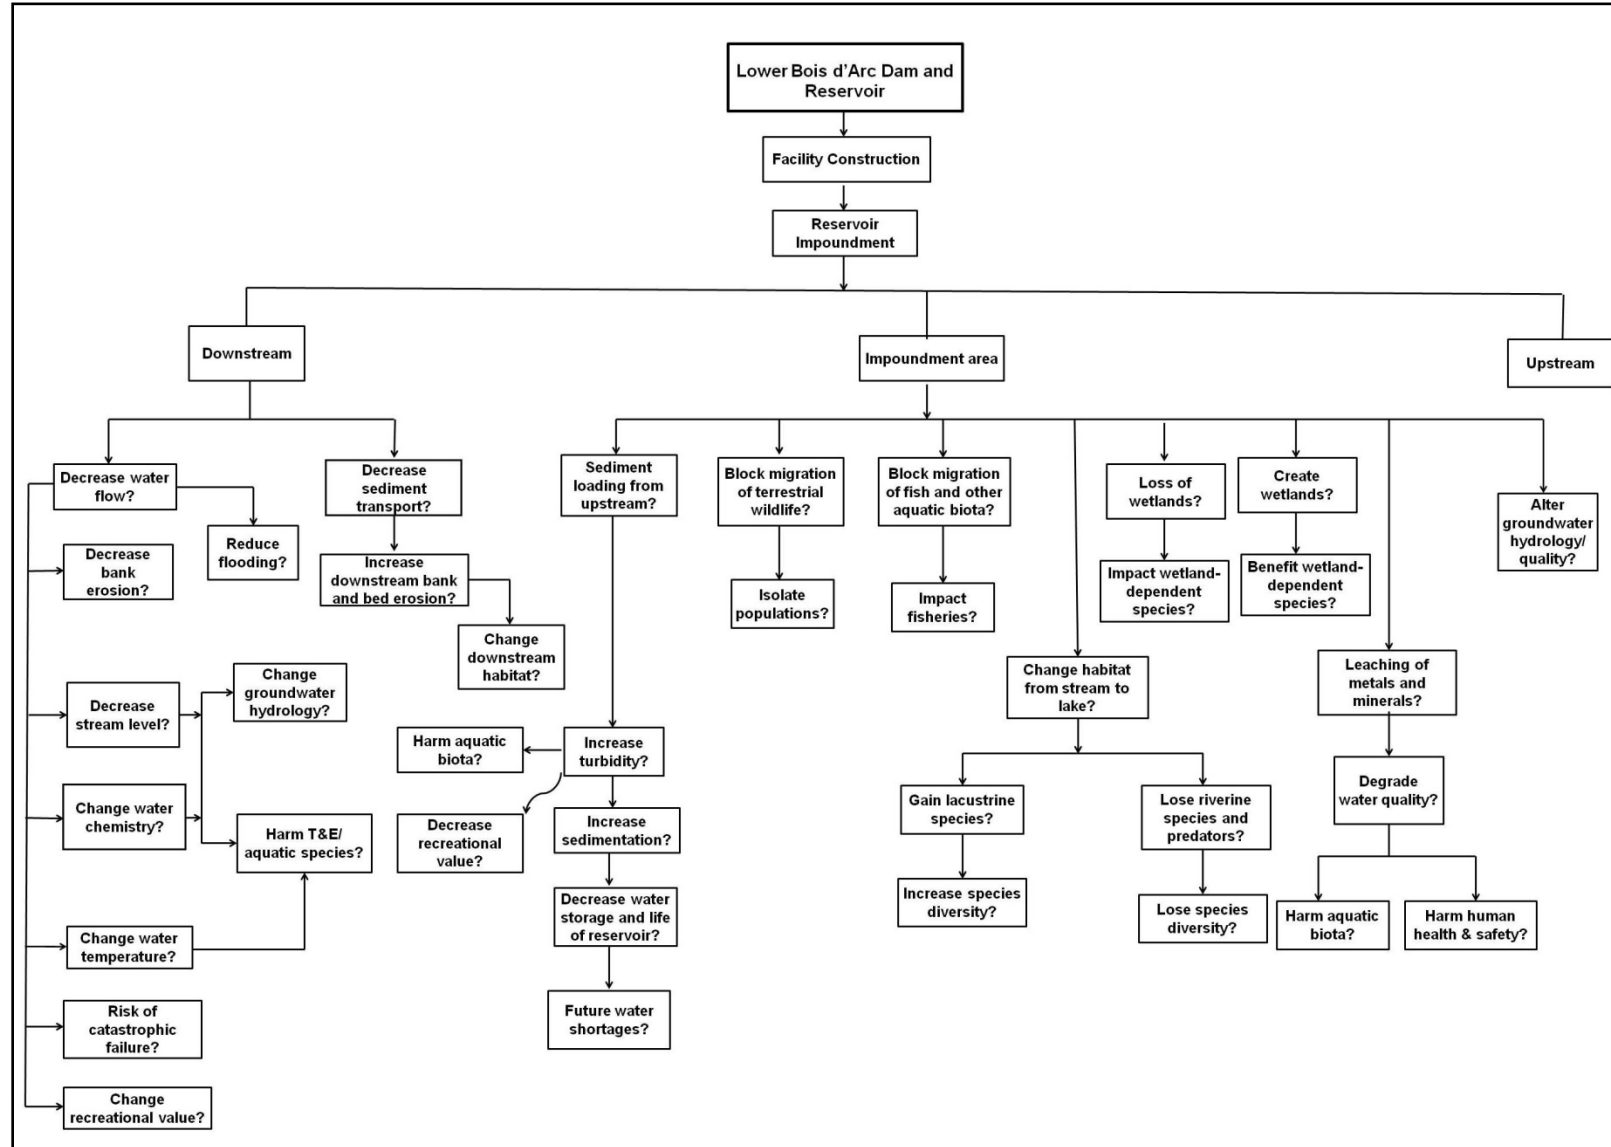 Lower Bois d'Arc Dam and
Reservoir
Facility Construction
Reservoir
Impoundment
Downstream
Impoundment area
Upstream
Decrease water
flow?
Reduce
flooding?
Decrease
bank
erosion?
Decrease
stream level?
Change
groundwater
hydrology?
Change water
chemistry?
Harm T&E/
aquatic species?
Change water
temperature?
Risk of
catastrophic
failure?
Change
recreational value?
Decrease
sediment
transport?
Increase
downstream bank
and bed erosion?
Change
downstream
habitat?
Sediment
loading from
upstream?
Increase
turbidity?
Harm aquatic
biota?
Decrease
recreational
value?
Increase
sedimentation?
Decrease water
storage and life
of reservoir?
Future water
shortages?
Block migration
of terrestrial
wildlife?
Isolate
populations?
Block migration
of fish and other
aquatic biota?
Impact
fisheries?
Change habitat
from stream to
lake?
Gain lacustrine
species?
Increase species
diversity?
Lose riverine
species and
predators?
Lose species
diversity?
Loss of
wetlands?
Impact wetland-
dependent
species?
Create
wetlands?
Benefit wetland-
dependent
species?
Leaching of
metals and
minerals?
Degrade
water quality?
Harm aquatic
biota?
Harm human
health & safety?
Alter
groundwater
hydrology/
quality?